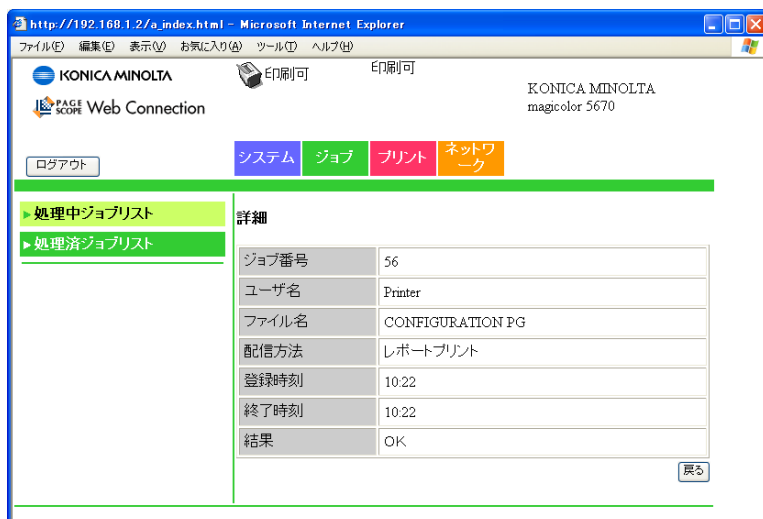 http://192.168.1.2/a_index.html - Microsoft Internet Explorer
ファイル(F) 編集(E) 表示(V) お気に入り(A) ツール(T) ヘルプ(H)
KONICA MINOLTA
印刷可
印刷可
KONICA MINOLTA
magicolor 5670
PAGE SCOPE Web Connection
ログアウト
システム ジョブ プリント ネットワ
ーク
処理中ジョブリスト
処理済ジョブリスト
詳細
ジョブ番号 56
ユーザ名 Printer
ファイル名 CONFIGURATION PG
配信方法 レポートプリント
登録時刻 10:22
終了時刻 10:22
結果 OK
戻る